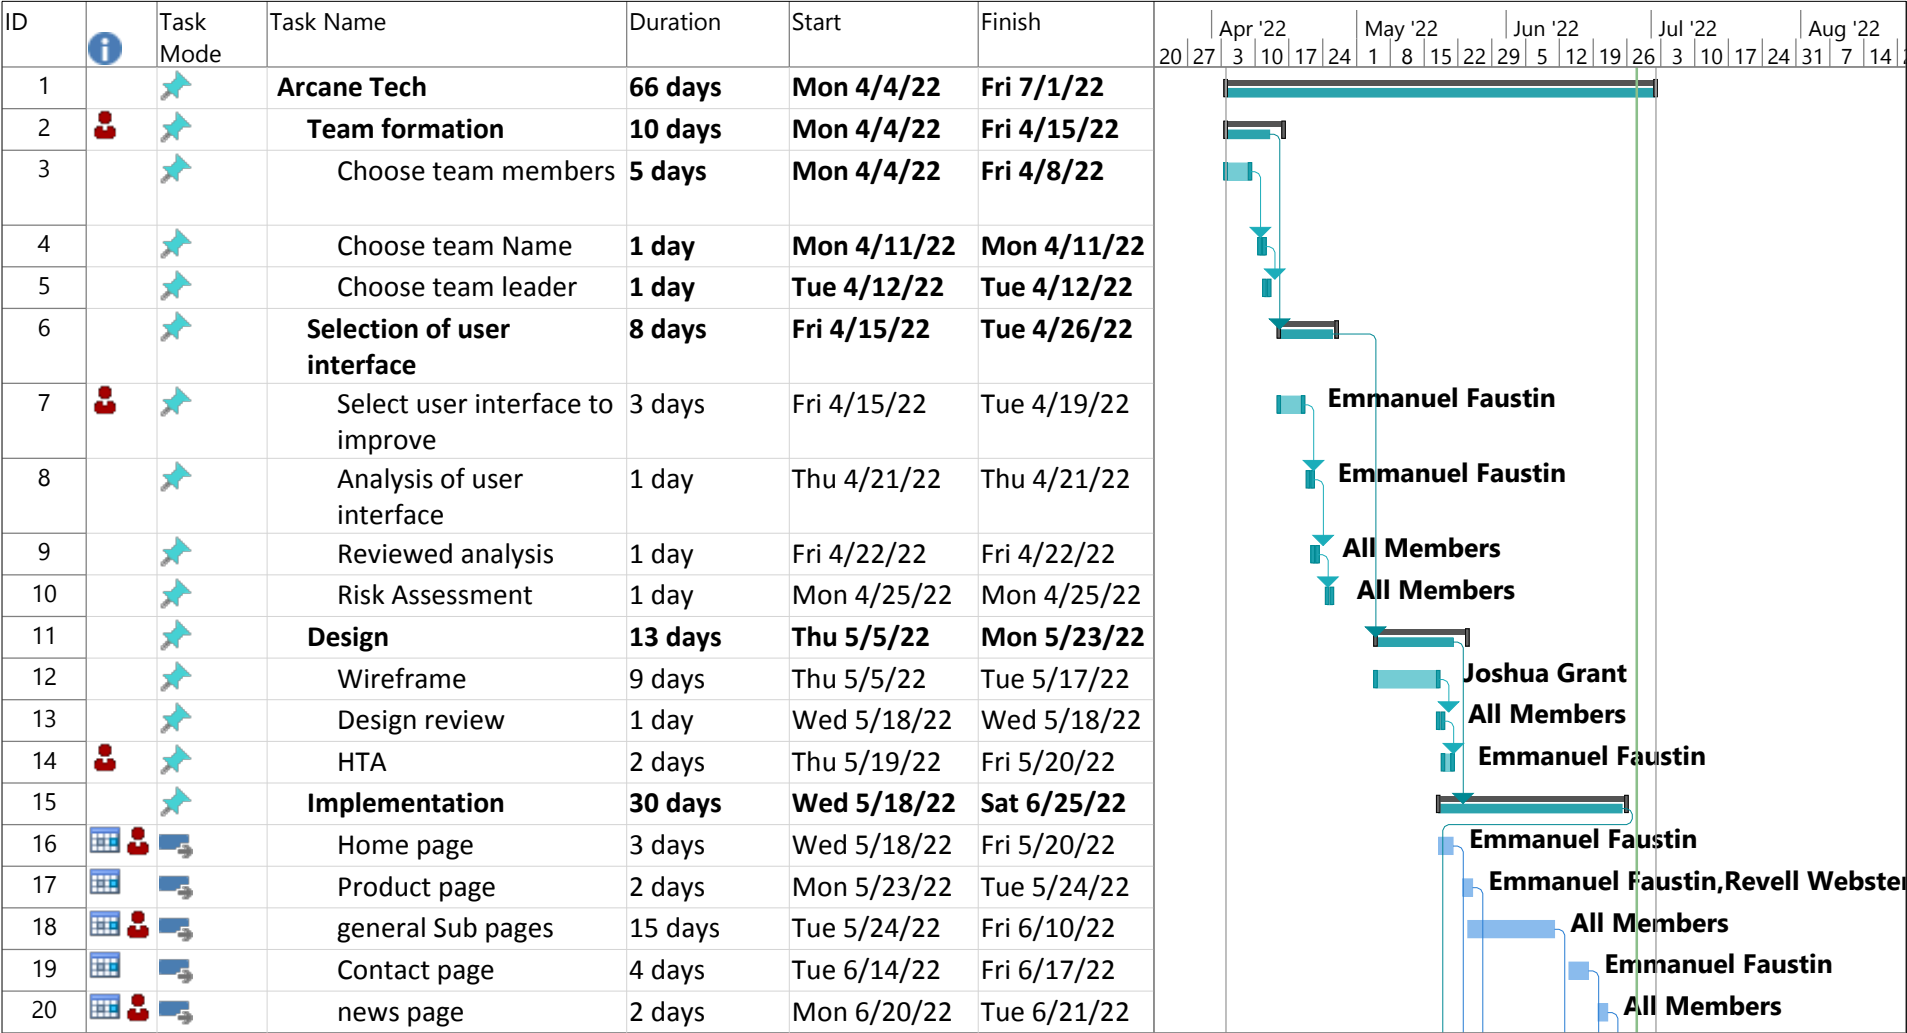 ID Task Mode Task Name Duration Start Finish
Apr '22 May '22 Jun '22 Jul '22 Aug '22
20 27 3 10 17 24 1 8 15 22 29 5 12 19 26 3 10 17 24 31 7 14
1 Arcane Tech 66 days Mon 4/4/22 Fri 7/1/22
2 Team formation 10 days Mon 4/4/22 Fri 4/15/22
3 Choose team members 5 days Mon 4/4/22 Fri 4/8/22
4 Choose team Name 1 day Mon 4/11/22 Mon 4/11/22
5 Choose team leader 1 day Tue 4/12/22 Tue 4/12/22
6 Selection of user interface 8 days Fri 4/15/22 Tue 4/26/22
7 Select user interface to improve 3 days Fri 4/15/22 Tue 4/19/22 Emmanuel Faustin
8 Analysis of user interface 1 day Thu 4/21/22 Thu 4/21/22 Emmanuel Faustin
9 Reviewed analysis 1 day Fri 4/22/22 Fri 4/22/22 All Members
10 Risk Assessment 1 day Mon 4/25/22 Mon 4/25/22 All Members
11 Design 13 days Thu 5/5/22 Mon 5/23/22
12 Wireframe 9 days Thu 5/5/22 Tue 5/17/22 Joshua Grant
13 Design review 1 day Wed 5/18/22 Wed 5/18/22 All Members
14 HTA 2 days Thu 5/19/22 Fri 5/20/22 Emmanuel Faustin
15 Implementation 30 days Wed 5/18/22 Sat 6/25/22
16 Home page 3 days Wed 5/18/22 Fri 5/20/22 Emmanuel Faustin
17 Product page 2 days Mon 5/23/22 Tue 5/24/22 Emmanuel Faustin,Revell Webster
18 general Sub pages 15 days Tue 5/24/22 Fri 6/10/22 All Members
19 Contact page 4 days Tue 6/14/22 Fri 6/17/22 Emmanuel Faustin
20 news page 2 days Mon 6/20/22 Tue 6/21/22 All Members